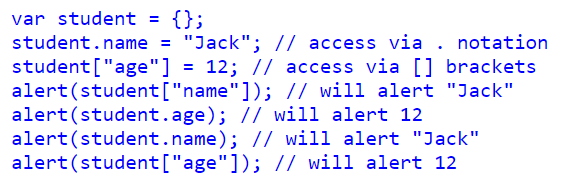 var student = {};
student.name = "Jack"; // access via . notation
student["age"] = 12; // access via [] brackets
alert(student["name"]); // will alert "Jack"
alert(student.age); // will alert 12
alert(student.name); // will alert "Jack"
alert(student["age"]); // will alert 12